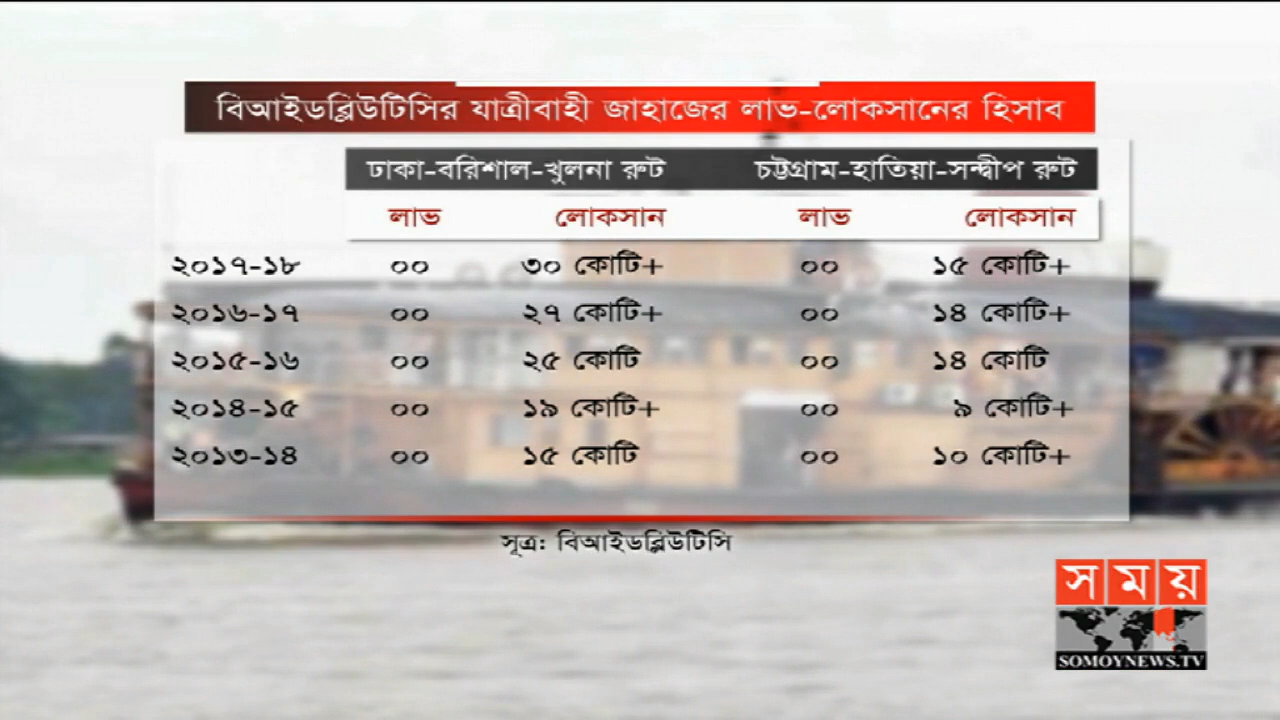 বিআইডব্লিউটিসির যাত্রীবাহী জাহাজের লাভ-লোকসানের হিসাব
ঢাকা-বরিশাল-খুলনা রুট চট্টগ্রাম-হাতিয়া-সন্দ্বীপ রুট
লাভ লোকসান লাভ লোকসান
২০১৭-১৮ ০০ ৩০ কোটি+ ০০ ১৫ কোটি+
২০১৬-১৭ ০০ ২৭ কোটি+ ০০ ১৪ কোটি+
২০১৫-১৬ ০০ ২৫ কোটি ০০ ১৪ কোটি
২০১৪-১৫ ০০ ১৯ কোটি+ ০০ ৯ কোটি+
২০১৩-১৪ ০০ ১৫ কোটি ০০ ১০ কোটি+
সূত্র: বিআইডব্লিউটিসি
সময়
SOMOYNEWS.TV